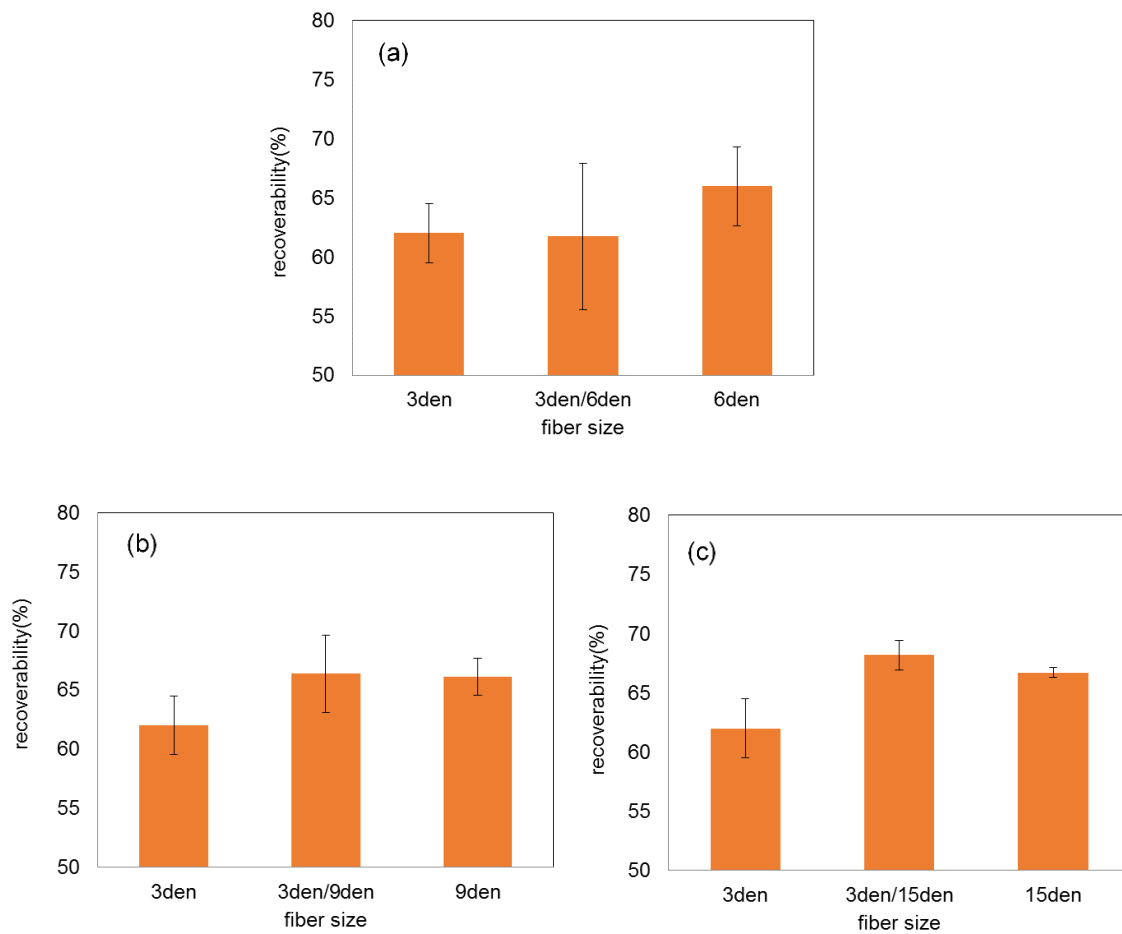 (a)
80
75
70
65
60
55
50
recoverability(%)
3den 3den/6den 6den
fiber size
(b)
80
75
70
65
60
55
50
recoverability(%)
3den 3den/9den 9den
fiber size
(c)
80
75
70
65
60
55
50
recoverability(%)
3den 3den/15den 15den
fiber size